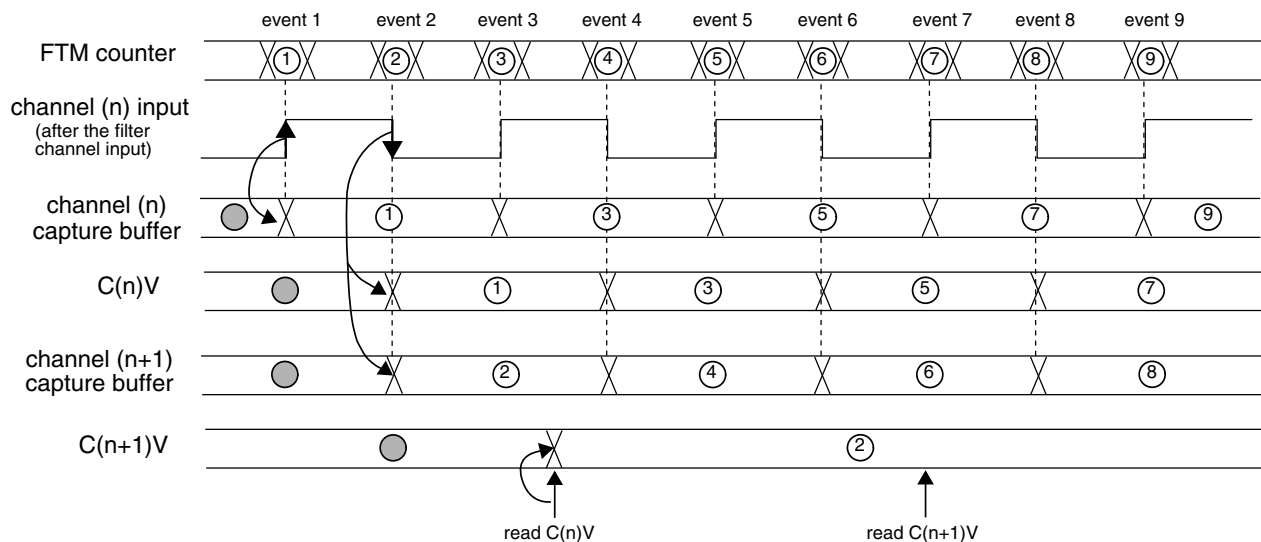 event 1 event 2 event 3 event 4 event 5 event 6 event 7 event 8 event 9
FTM counter 1 2 3 4 5 6 7 8 9
channel (n) input
(after the filter
channel input)
channel (n)
capture buffer 1 3 5 7 9
C(n)V 1 3 5 7
channel (n+1)
capture buffer 2 4 6 8
C(n+1)V 2
read C(n)V read C(n+1)V